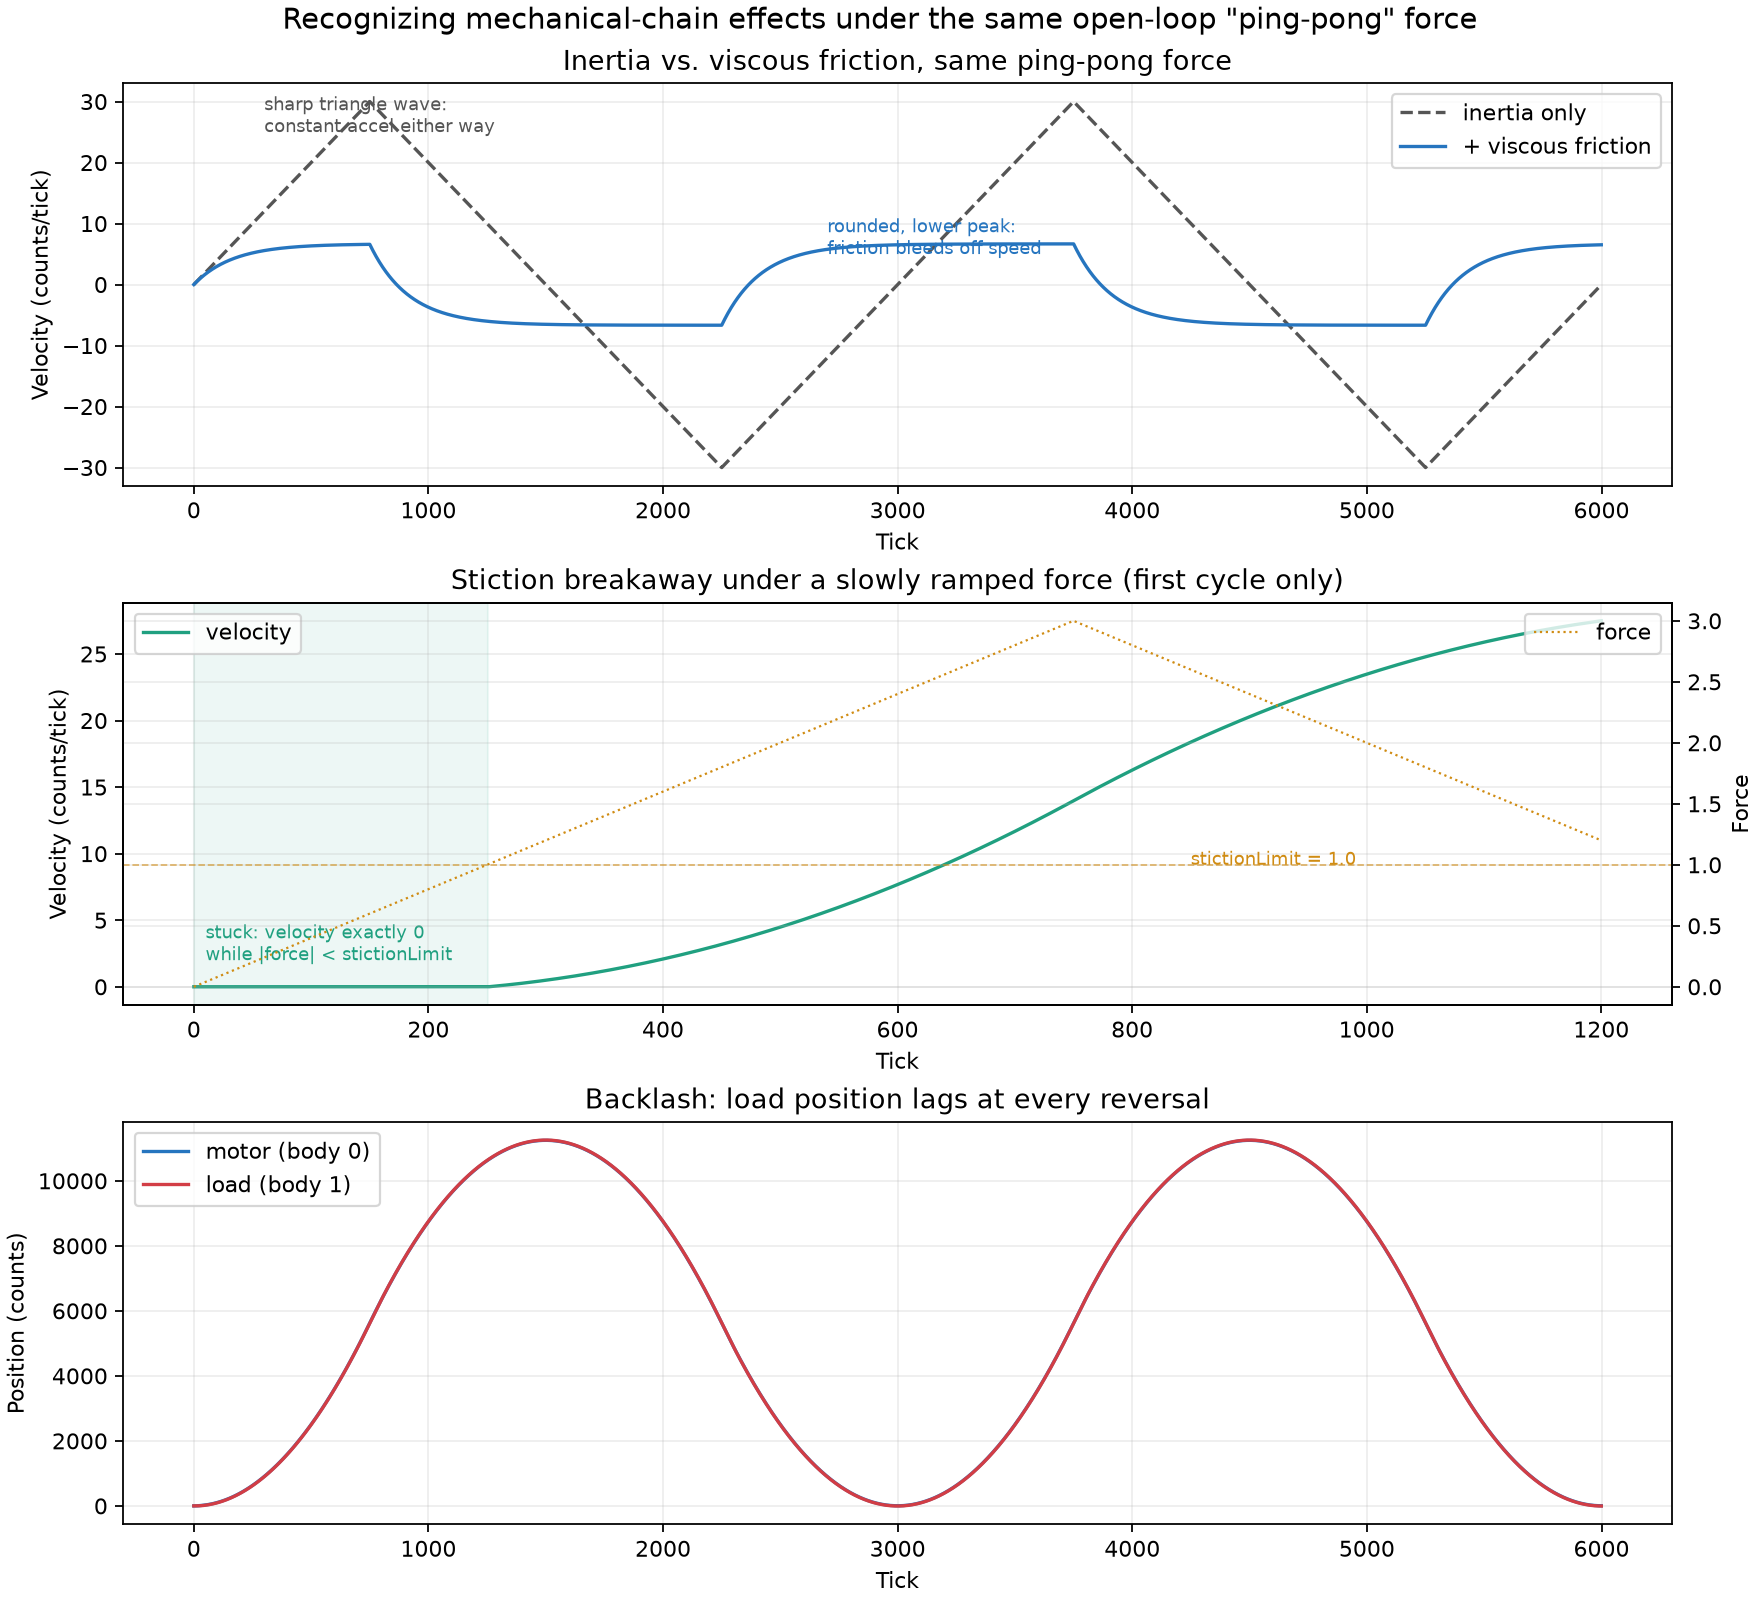 Recognizing mechanical-chain effects under the same open-loop "ping-pong" force
Inertia vs. viscous friction, same ping-pong force
sharp triangle wave:
constant accel either way
inertia only
+ viscous friction
rounded, lower peak:
friction bleeds off speed
Velocity (counts/tick)
30
20
10
0
−10
−20
−30
0 1000 2000 3000 4000 5000 6000
Tick
Stiction breakaway under a slowly ramped force (first cycle only)
velocity
force
stictionLimit = 1.0
stuck: velocity exactly 0
while |force| < stictionLimit
Velocity (counts/tick)
25
20
15
10
5
0
3.0
2.5
2.0
1.5
1.0
0.5
0.0
Force
0 200 400 600 800 1000 1200
Tick
Backlash: load position lags at every reversal
motor (body 0)
load (body 1)
Position (counts)
10000
8000
6000
4000
2000
0
0 1000 2000 3000 4000 5000 6000
Tick